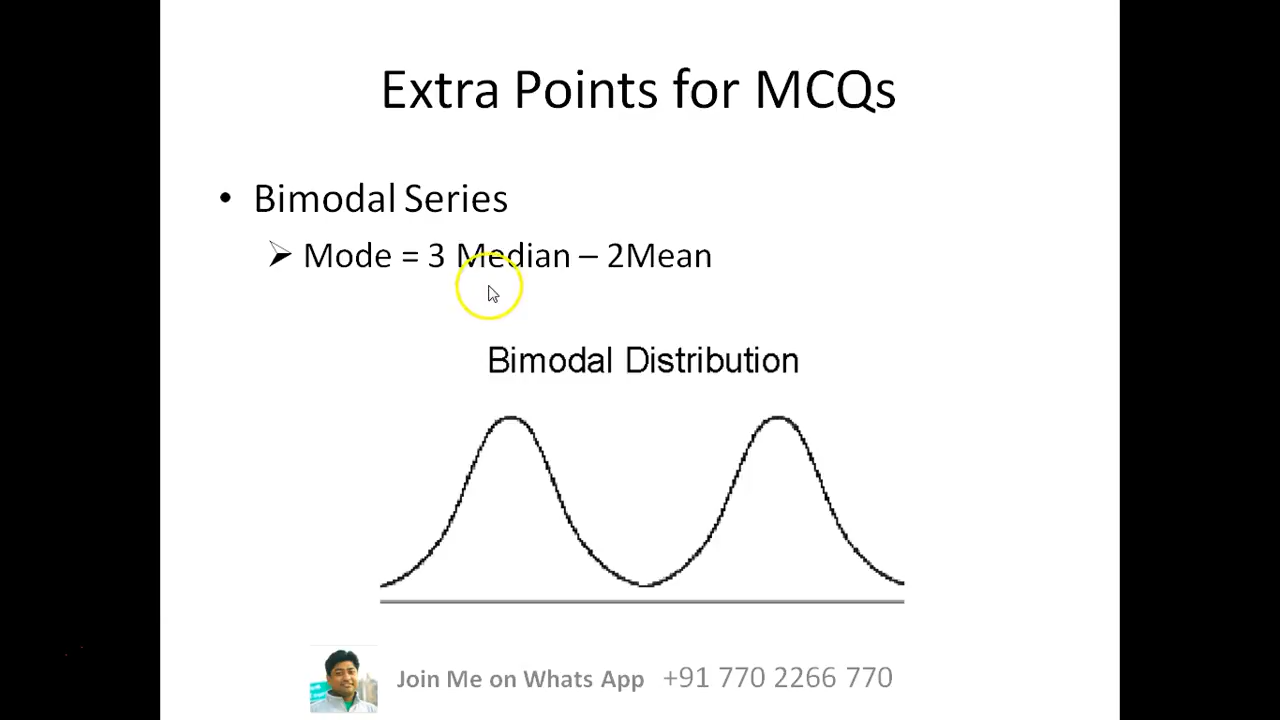 Extra Points for MCQs
• Bimodal Series
➢ Mode = 3 Median – 2Mean
Bimodal Distribution
Join Me on Whats App +91 770 2266 770